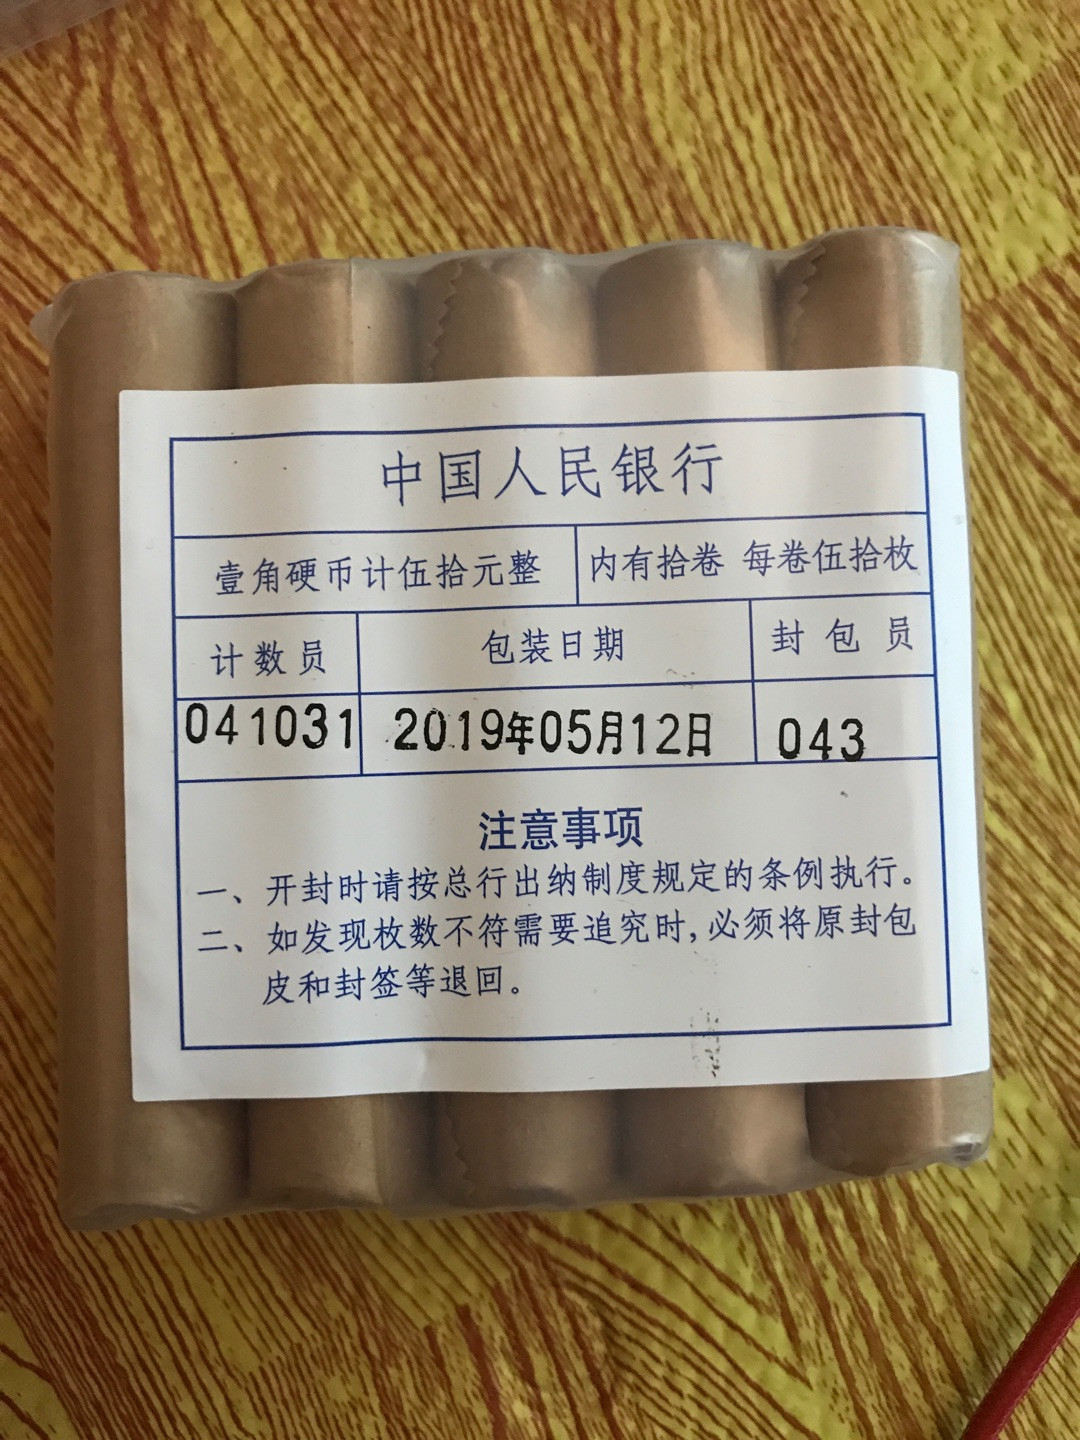 中国人民银行
壹角硬币计伍拾元整 内有拾卷 每卷伍拾枚
计数员 包装日期 封包员
041031 2019年05月12日 043
注意事项
一、开封时请按总行出纳制度规定的条例执行。
二、如发现枚数不符需要追究时,必须将原封包
皮和封签等退回。